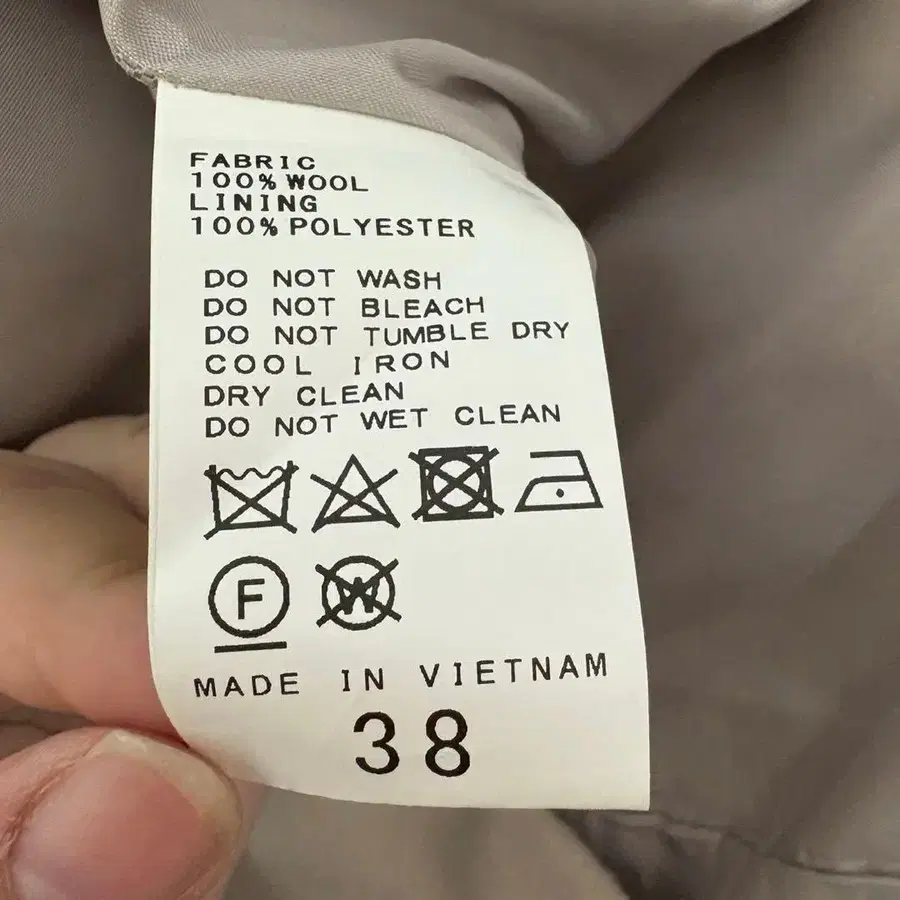 FABRIC
100% WOOL
LINING
100% POLYESTER
DO NOT WASH
DO NOT BLEACH
DO NOT TUMBLE DRY
COOL IRON
DRY CLEAN
DO NOT WET CLEAN
F W
MADE IN VIETNAM
38